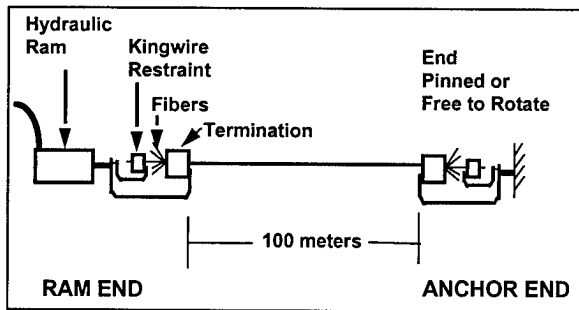 Hydraulic
Ram
Kingwire
Restraint
Fibers
Termination
End
Pinned or
Free to Rotate
100 meters
RAM END
ANCHOR END